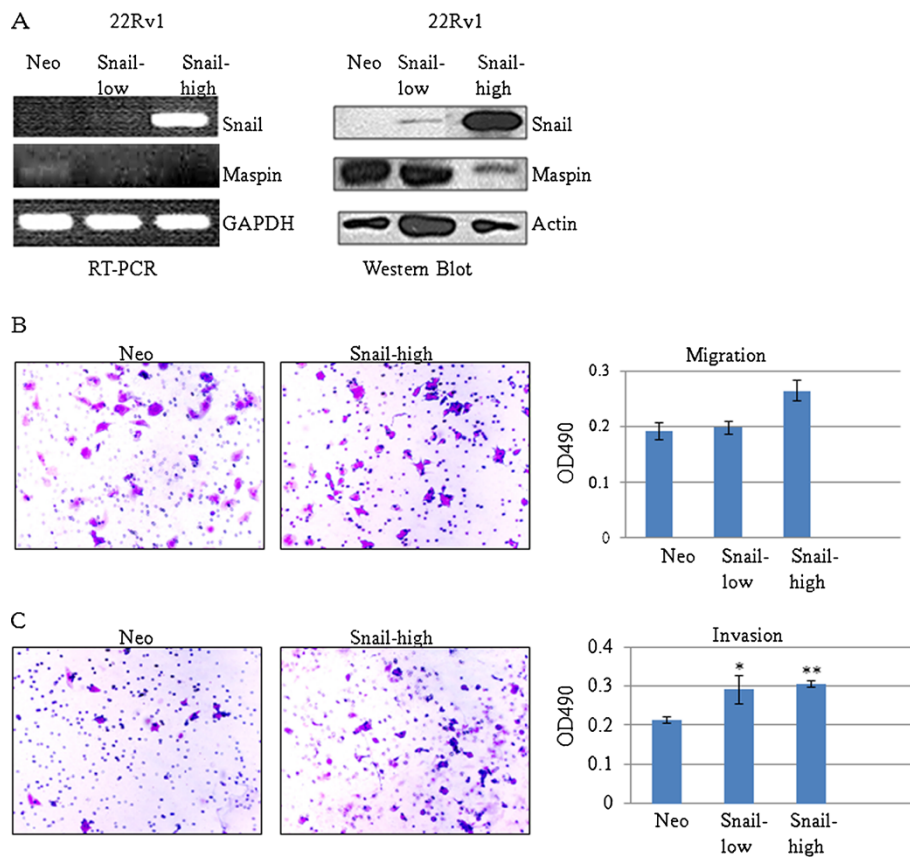 A
22Rv1
Neo
Snail-
low
Snail-
high
Snail
Maspin
GAPDH
RT-PCR
22Rv1
Neo
Snail-
low
Snail-
high
Snail
Maspin
Actin
Western Blot
B
Neo
Snail-high
Migration
OD490
0.3
0.2
0.1
0
Neo
Snail-
low
Snail-
high
C
Neo
Snail-high
Invasion
OD490
0.4
0.3
0.2
0.1
0
*
**
Neo
Snail-
low
Snail-
high